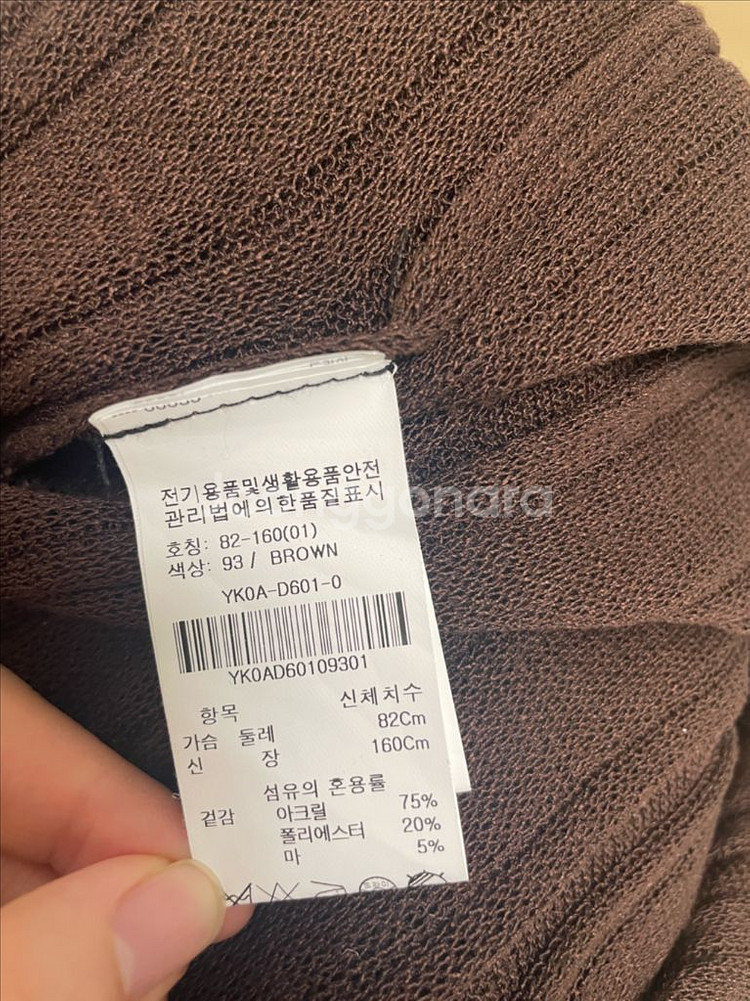 전기용품및생활용품안전
관리법에의한품질표시
호칭: 82-160(01)
색상: 93/ BROWN
YK0A-D601-0
YK0AD60109301
항목 신체치수
가슴 둘레 82Cm
신 장 160Cm
섬유의 혼용률
겉감 아크릴 75%
폴리에스터 20%
마 5%